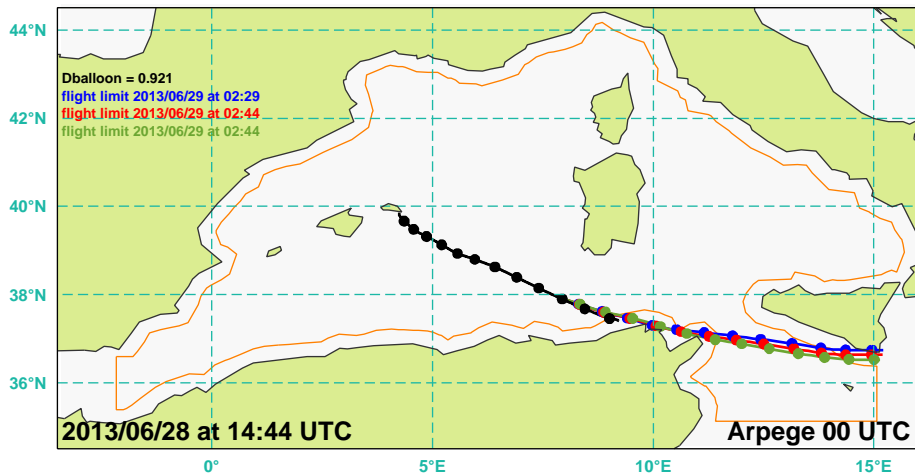 44°N
Dballoon = 0.921
flight limit 2013/06/29 at 02:29
flight limit 2013/06/29 at 02:44
flight limit 2013/06/29 at 02:44
42°N
40°N
38°N
36°N
2013/06/28 at 14:44 UTC
Arpege 00 UTC
0°
5°E
10°E
15°E